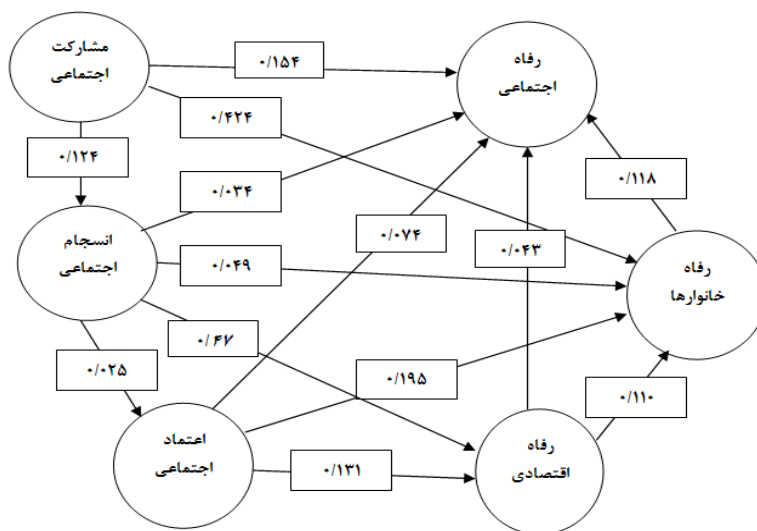 مشارکت
اجتماعی
۰/۱۵۴
رفاه
اجتماعی
۰/۴۲۴
۰/۱۲۴
۰/۰۳۴
۰/۱۱۸
انسجام
اجتماعی
۰/۰۷۴
۰/۰۴۳
۰/۰۴۹
رفاه
خانوارها
۰/۴۷
۰/۰۲۵
۰/۱۹۵
۰/۱۱۰
اعتماد
اجتماعی
۰/۱۳۱
رفاه
اقتصادی